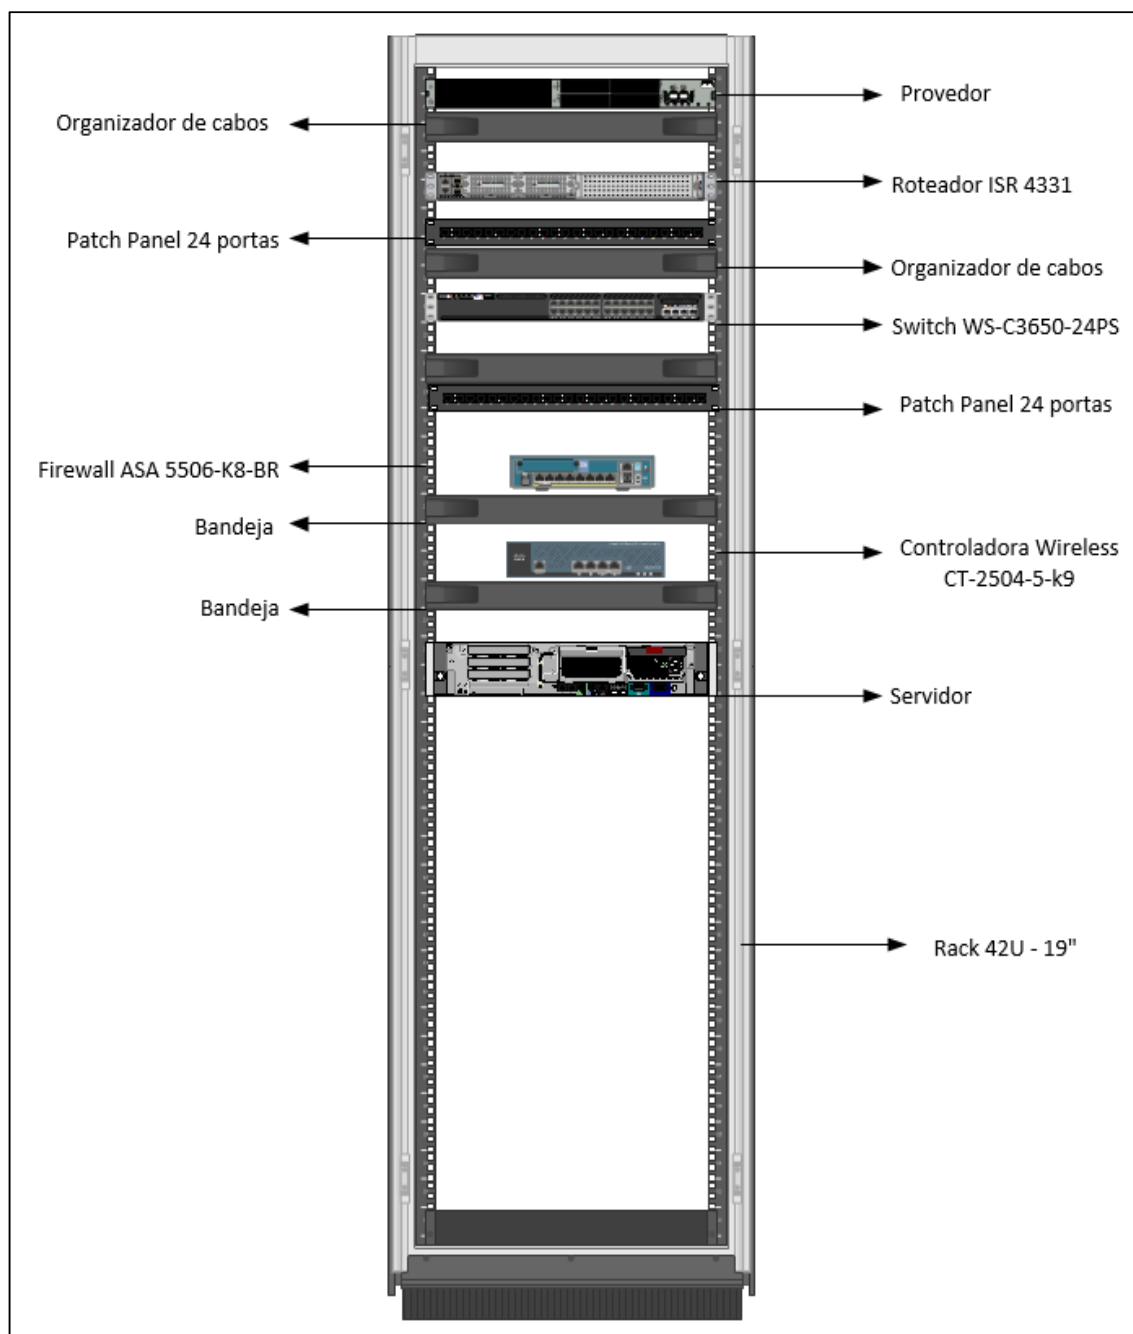 Provedor
Organizador de cabos
Roteador ISR 4331
Patch Panel 24 portas
Organizador de cabos
Switch WS-C3650-24PS
Patch Panel 24 portas
Firewall ASA 5506-K8-BR
Bandeja
Controladora Wireless
CT-2504-5-k9
Bandeja
Servidor
Rack 42U - 19"